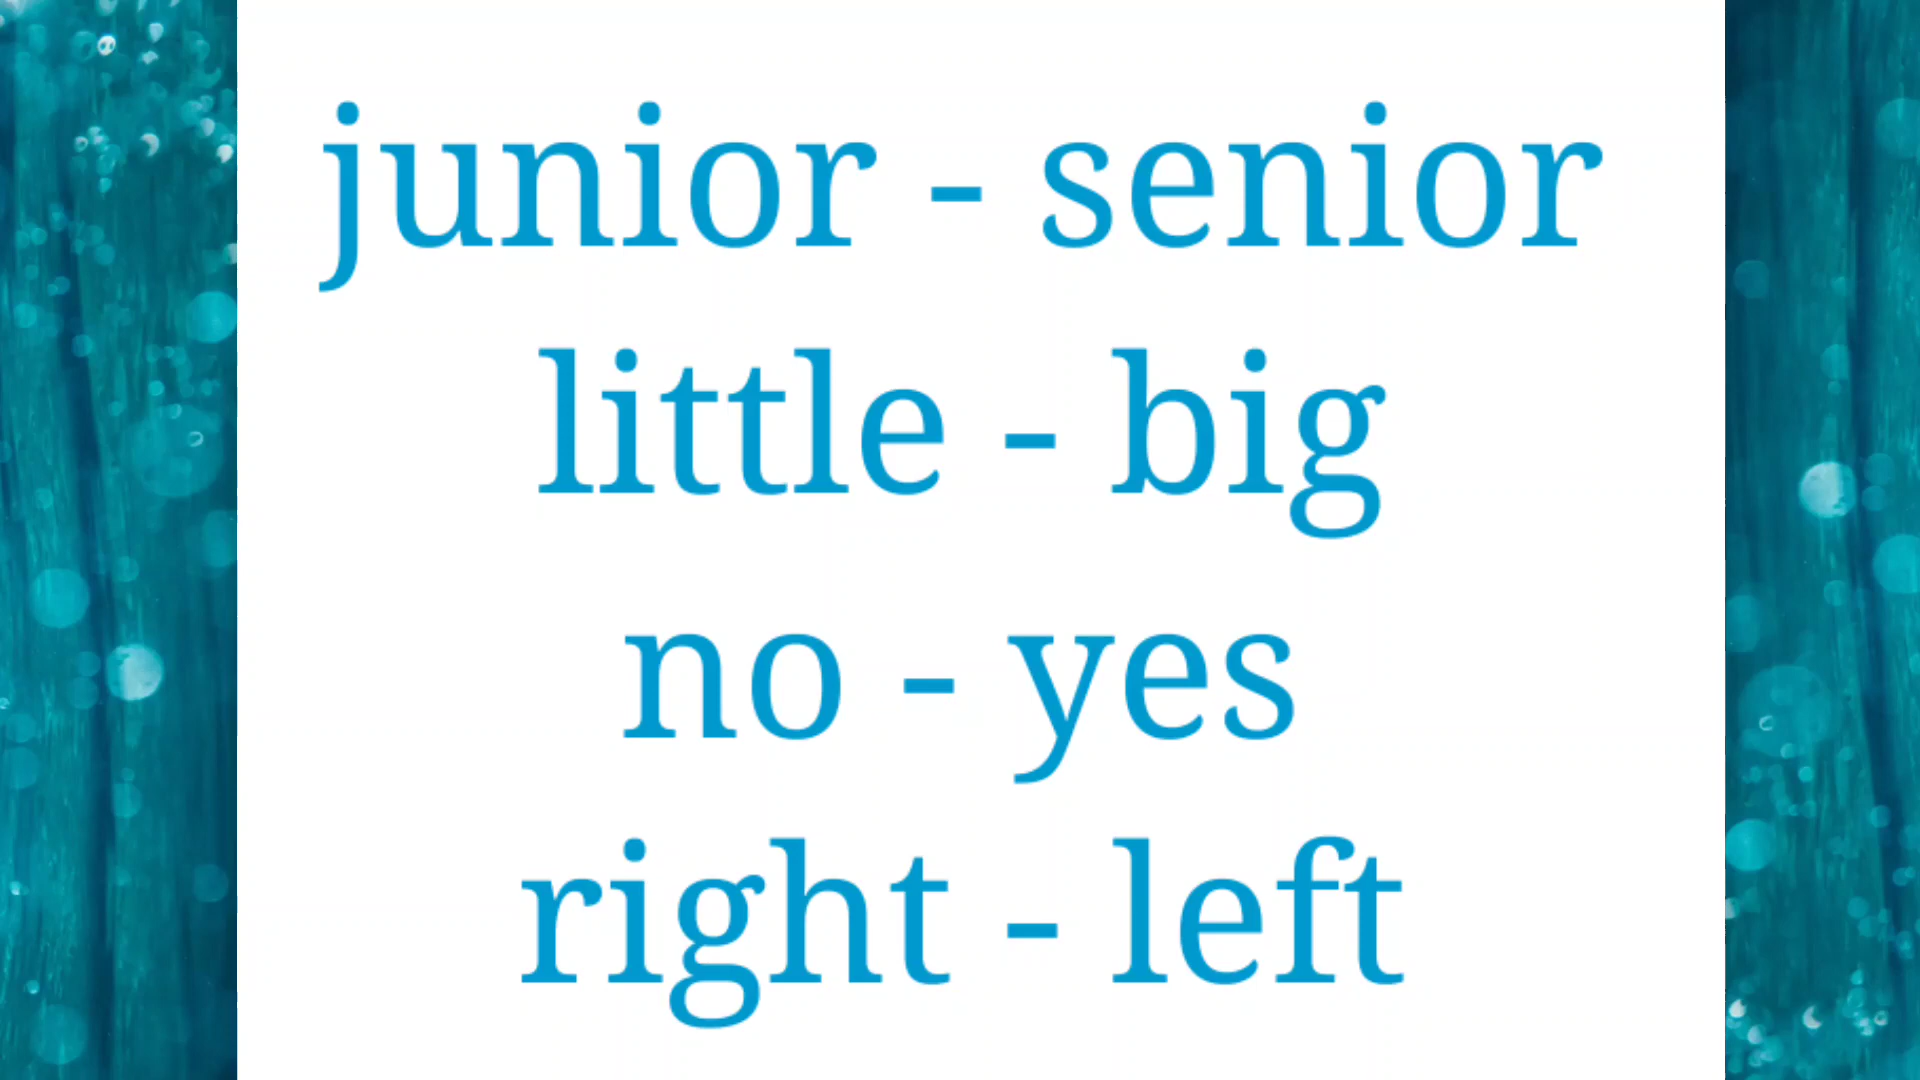 junior - senior
little - big
no - yes
right - left